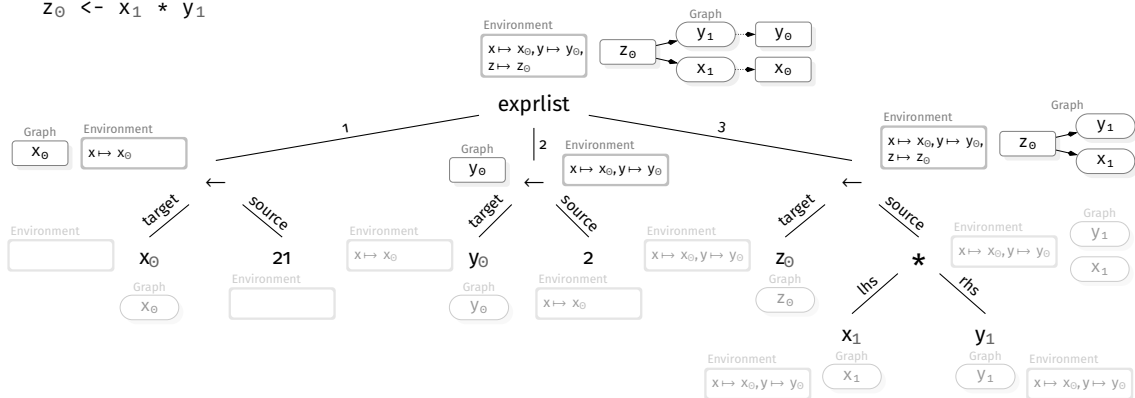 z₀ <- x₁ * y₁
Environment
x ↦ x₀, y ↦ y₀,
z ↦ z₀
Graph
z₀
y₁
y₀
x₁
x₀
exprlist
1
2
3
Graph
x₀
Environment
x ↦ x₀
←
Graph
y₀
Environment
x ↦ x₀, y ↦ y₀
←
Environment
x ↦ x₀, y ↦ y₀,
z ↦ z₀
Graph
z₀
y₁
x₁
←
target
source
target
source
target
source
Environment
x₀
Graph
x₀
21
Environment
Environment
x ↦ x₀
y₀
Graph
y₀
2
Environment
x ↦ x₀
Environment
x ↦ x₀, y ↦ y₀
z₀
Graph
z₀
*
Environment
x ↦ x₀, y ↦ y₀
Graph
y₁
x₁
lhs
rhs
x₁
Environment
x ↦ x₀, y ↦ y₀
Graph
x₁
y₁
Graph
y₁
Environment
x ↦ x₀, y ↦ y₀